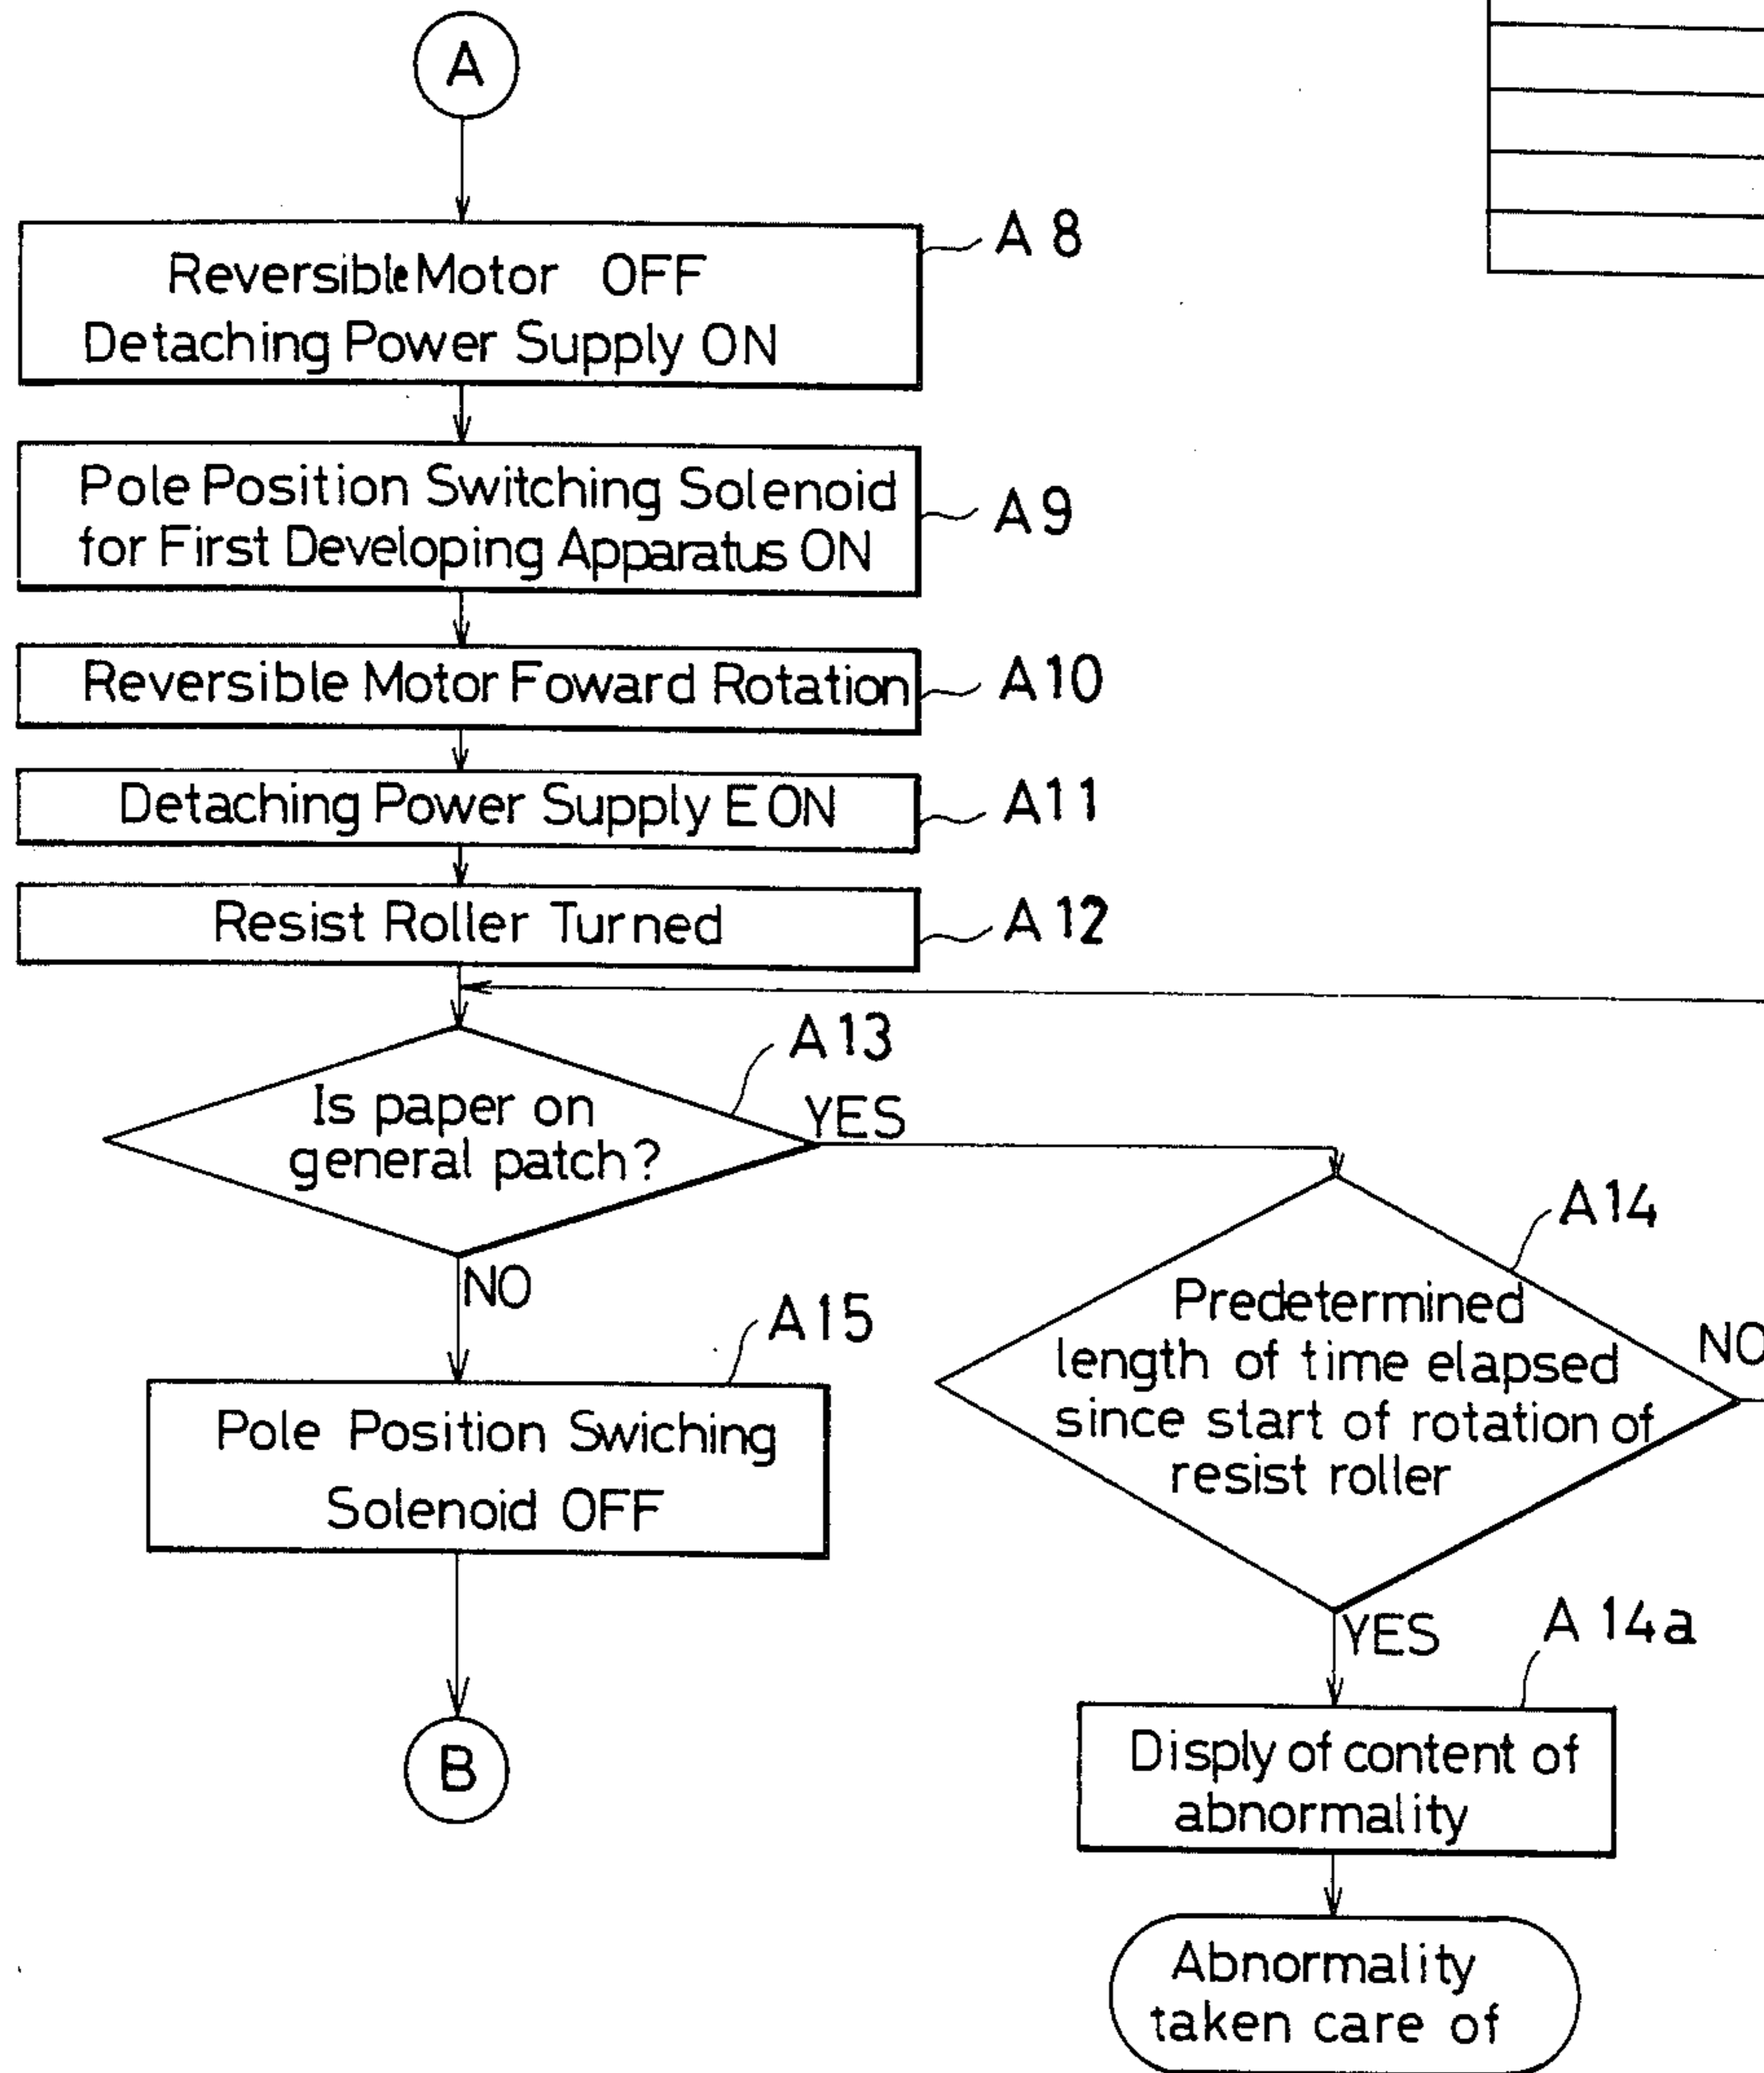 A
Reversible Motor OFF
A 8
Detaching Power Supply ON
Pole Position Switching Solenoid
A 9
for First Developing Apparatus ON
Reversible Motor Foward Rotation
A 10
Detaching Power Supply E ON
A 11
Resist Roller Turned
A 12
A 13
Is paper on
general patch?
YES
NO
A 14
Predetermined
length of time elapsed
since start of rotation of
resist roller
NO
A 15
Pole Position Swiching
Solenoid OFF
YES
A 14a
B
Disply of content of
abnormality
Abnormality
taken care of